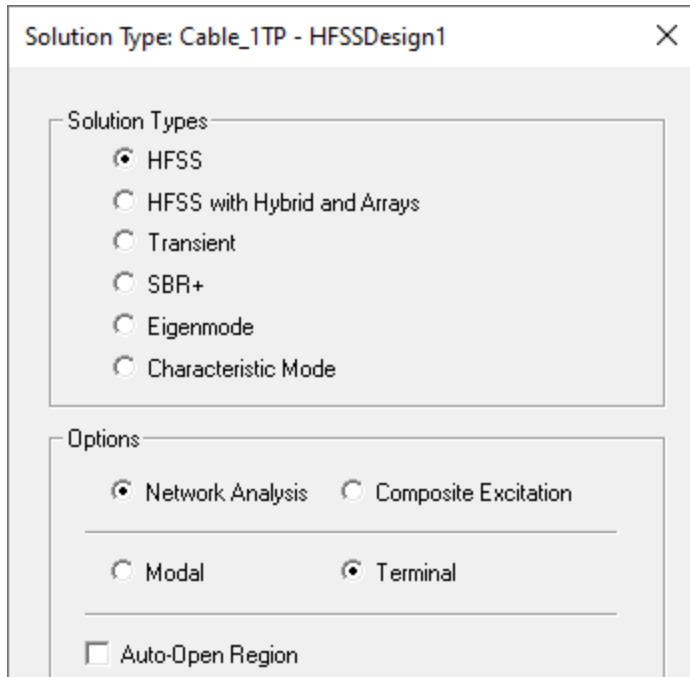 Solution Type: Cable_1TP - HFSSDesign1
Solution Types
HFSS
HFSS with Hybrid and Arrays
Transient
SBR+
Eigenmode
Characteristic Mode
Options
Network Analysis Composite Excitation
Modal Terminal
Auto-Open Region